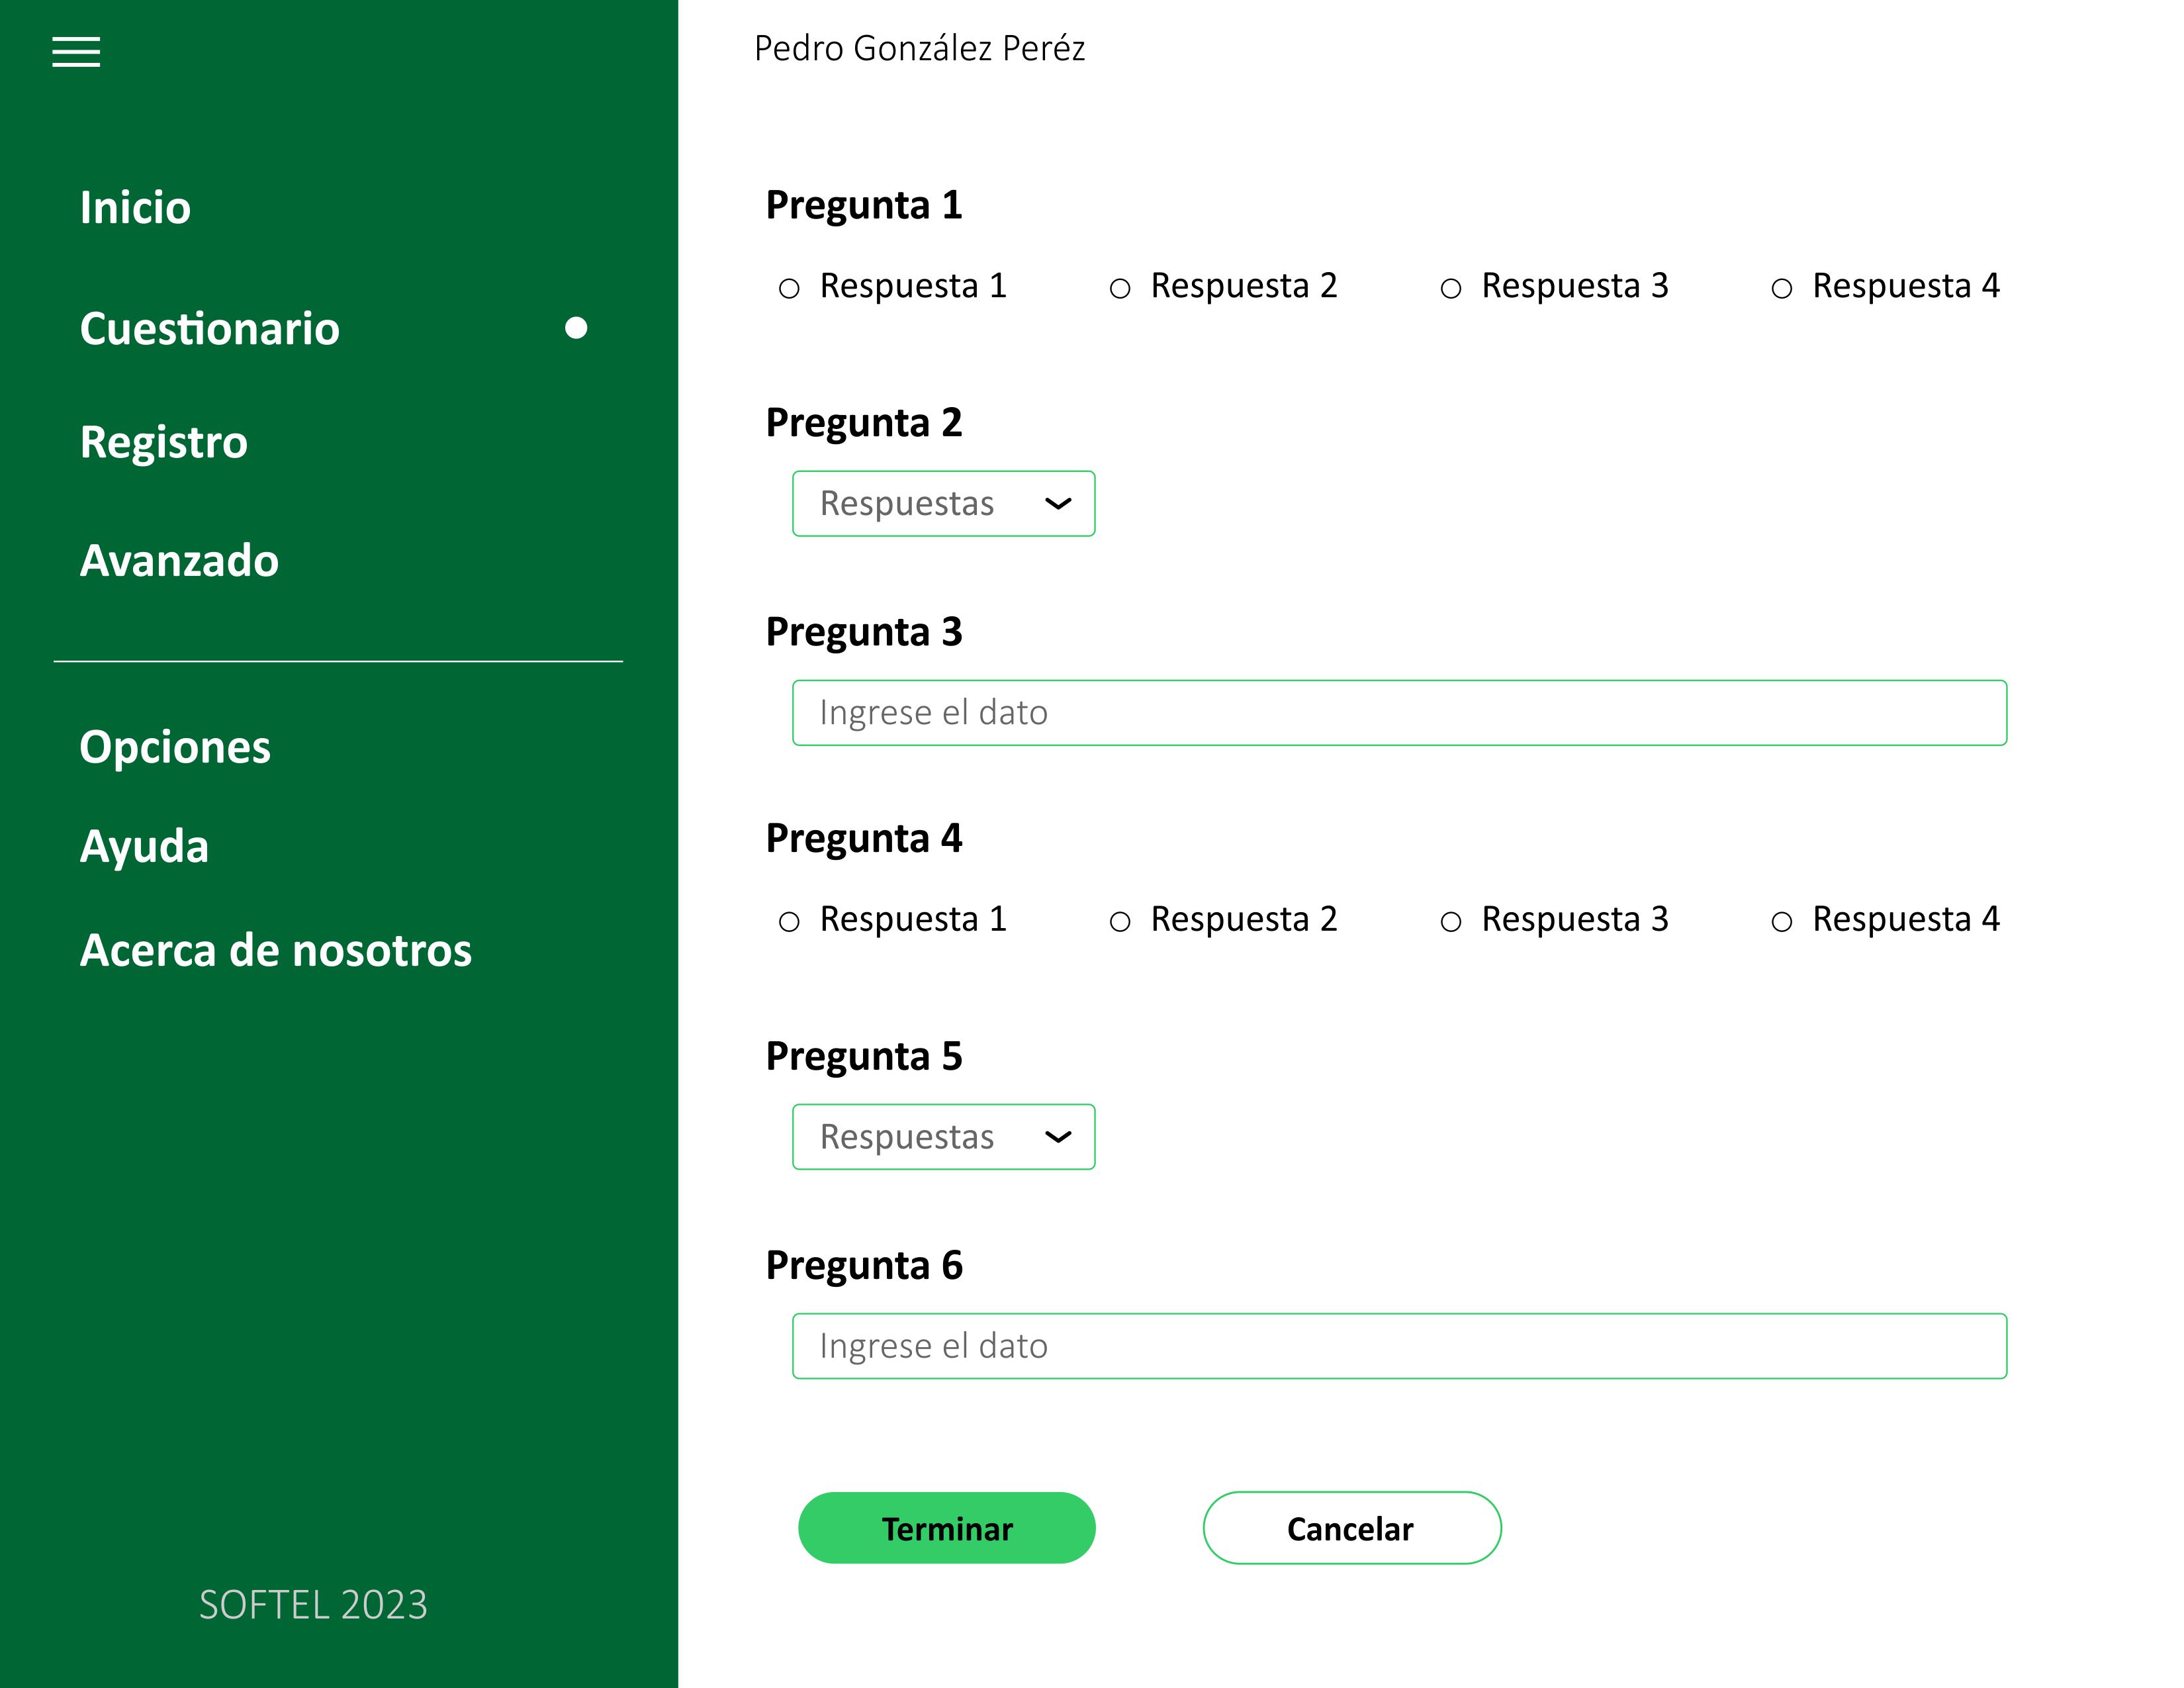 Inicio
Cuestionario
Registro
Avanzado
Opciones
Ayuda
Acerca de nosotros
SOFTEL 2023
Pedro González Peréz
Pregunta 1
Respuesta 1 Respuesta 2 Respuesta 3 Respuesta 4
Pregunta 2
Respuestas
Pregunta 3
Ingrese el dato
Pregunta 4
Respuesta 1 Respuesta 2 Respuesta 3 Respuesta 4
Pregunta 5
Respuestas
Pregunta 6
Ingrese el dato
Terminar Cancelar